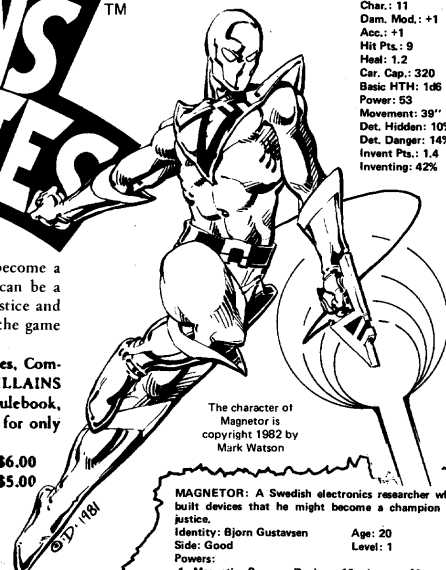 NS
TES
TM
Char.: 11
Dam. Mod.: +1
Acc.: +1
Hit Pts.: 9
Heal: 1.2
Car. Cap.: 320
Basic HTH: 1d6
Power: 53
Movement: 39"
Det. Hidden: 10%
Det. Danger: 14%
Invent Pts.: 1.4
Inventing: 42%
become a
can be a
stice and
the game
es, Com-
ILLAINS
ulebook,
for only
$6.00
$5.00
The character of
Magnetor is
copyright 1982 by
Mark Watson
©.D. 1981
MAGNETOR: A Swedish electronics researcher wh
built devices that he might become a champion
justice.
Identity: Bjorn Gustavsen Age: 20
Side: Good Level: 1
Powers: